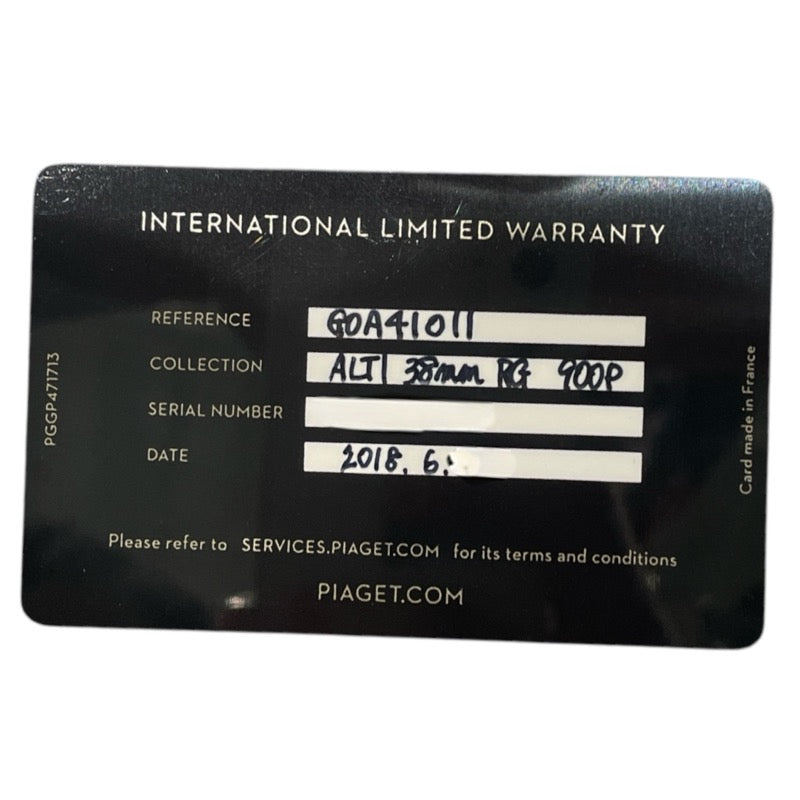 INTERNATIONAL LIMITED WARRANTY
REFERENCE G0A41011
COLLECTION ALTI 38mm RG 900P
SERIAL NUMBER
DATE 2018. 6.
Please refer to SERVICES.PIAGET.COM for its terms and conditions
PIAGET.COM
PGGP471713
Card made in France